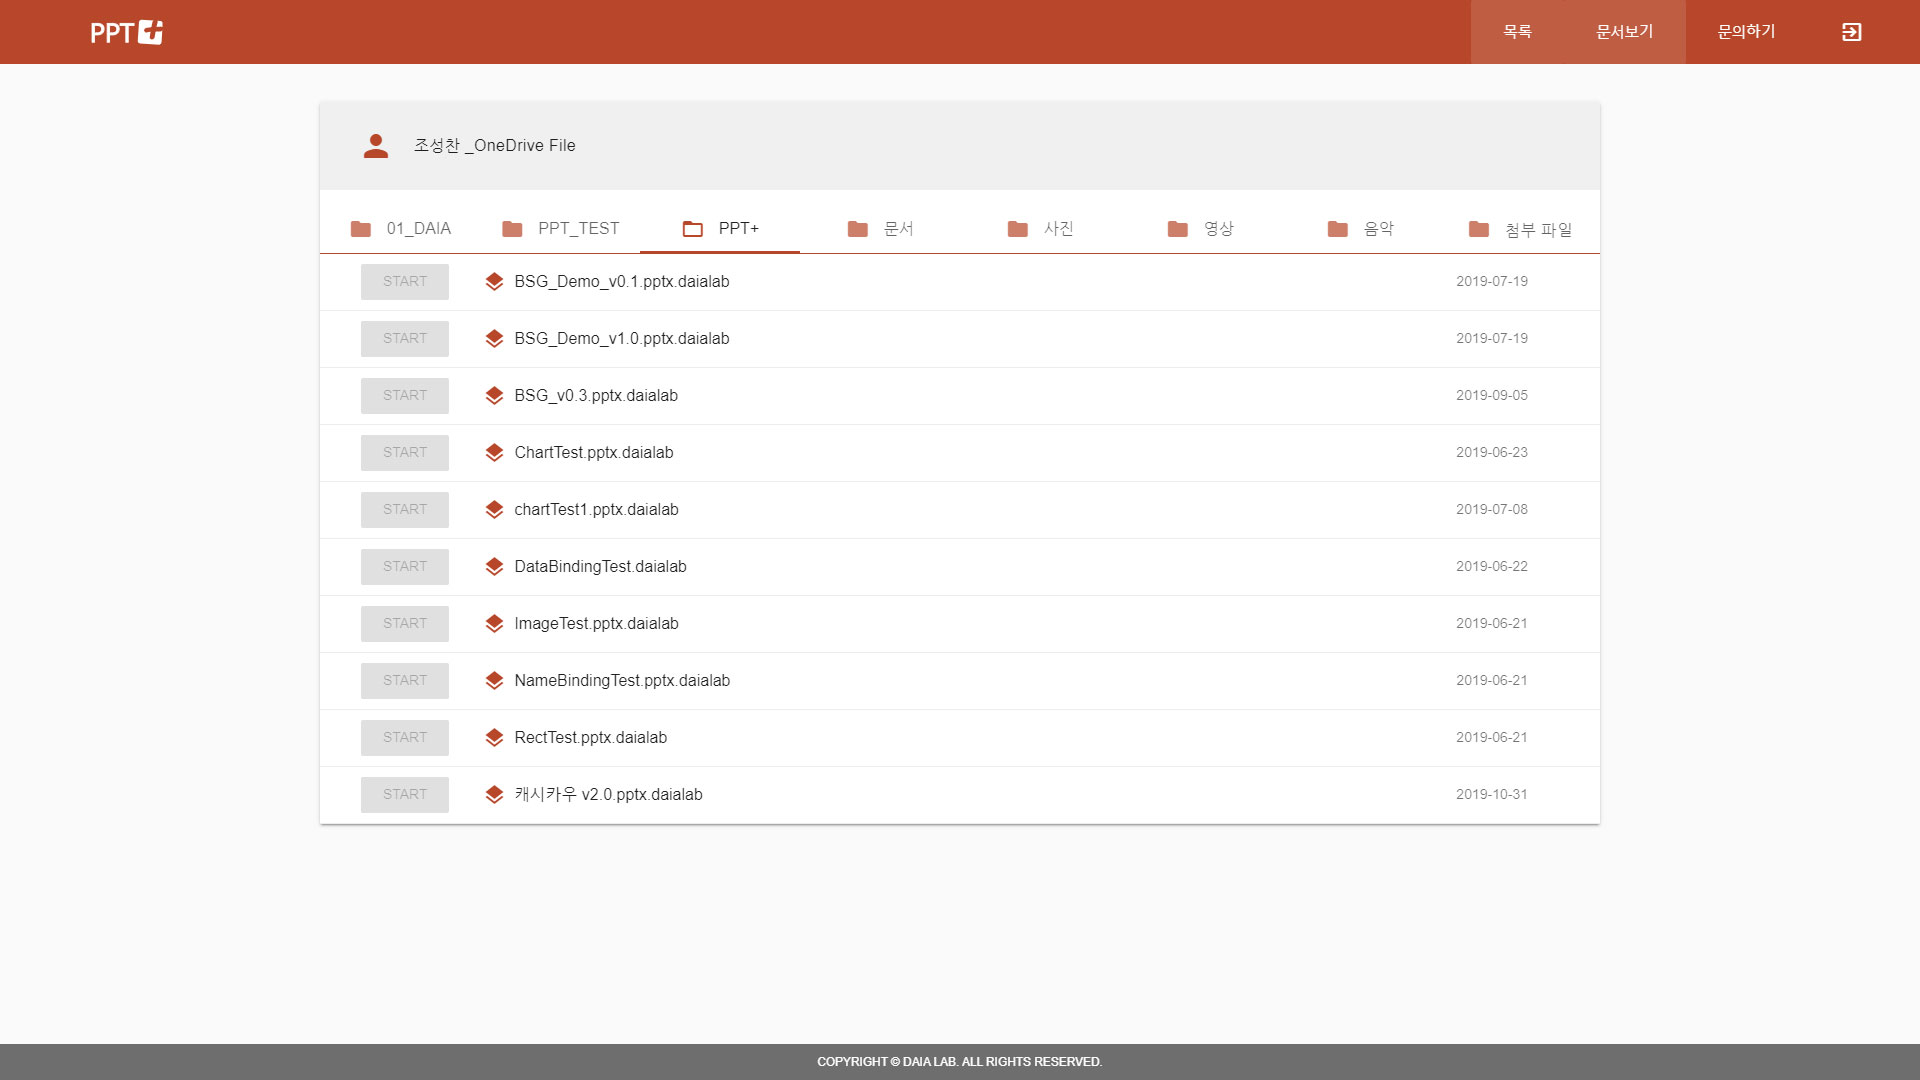 PPT+ 목록 문서보기 문의하기
조성찬 _OneDrive File
01_DAIA PPT_TEST PPT+ 문서 사진 영상 음악 첨부 파일
START BSG_Demo_v0.1.pptx.daialab 2019-07-19
START BSG_Demo_v1.0.pptx.daialab 2019-07-19
START BSG_v0.3.pptx.daialab 2019-09-05
START ChartTest.pptx.daialab 2019-06-23
START chartTest1.pptx.daialab 2019-07-08
START DataBindingTest.daialab 2019-06-22
START ImageTest.pptx.daialab 2019-06-21
START NameBindingTest.pptx.daialab 2019-06-21
START RectTest.pptx.daialab 2019-06-21
START 캐시카우 v2.0.pptx.daialab 2019-10-31
COPYRIGHT © DAIA LAB. ALL RIGHTS RESERVED.